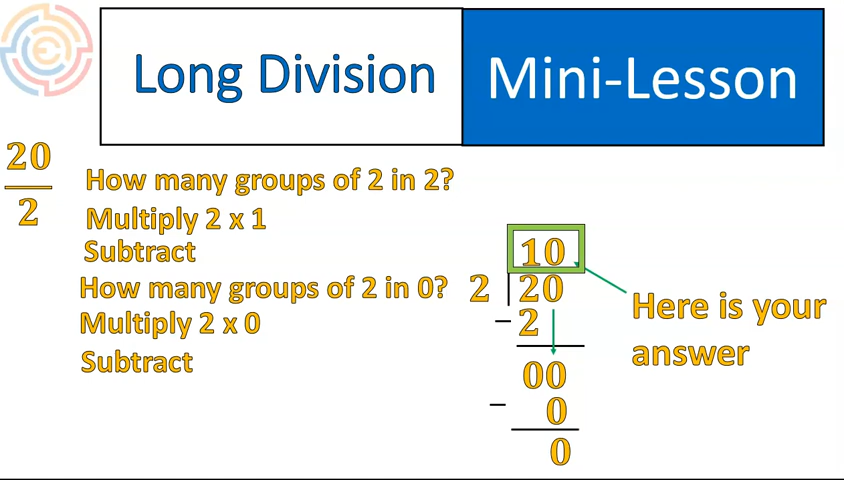 Long Division
Mini-Lesson
20
2
How many groups of 2 in 2?
Multiply 2 x 1
Subtract
How many groups of 2 in 0?
Multiply 2 x 0
Subtract
10
2 20
− 2
00
− 0
0
Here is your
answer